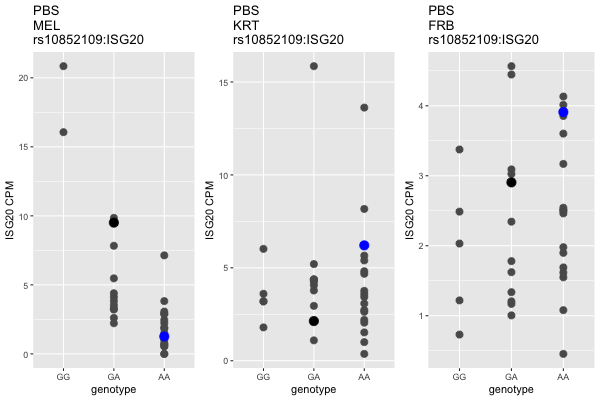 PBS
MEL
rs10852109:ISG20
ISG20 CPM
20
15
10
5
0
GG GA AA
genotype
PBS
KRT
rs10852109:ISG20
ISG20 CPM
15
10
5
0
GG GA AA
genotype
PBS
FRB
rs10852109:ISG20
ISG20 CPM
4
3
2
1
GG GA AA
genotype